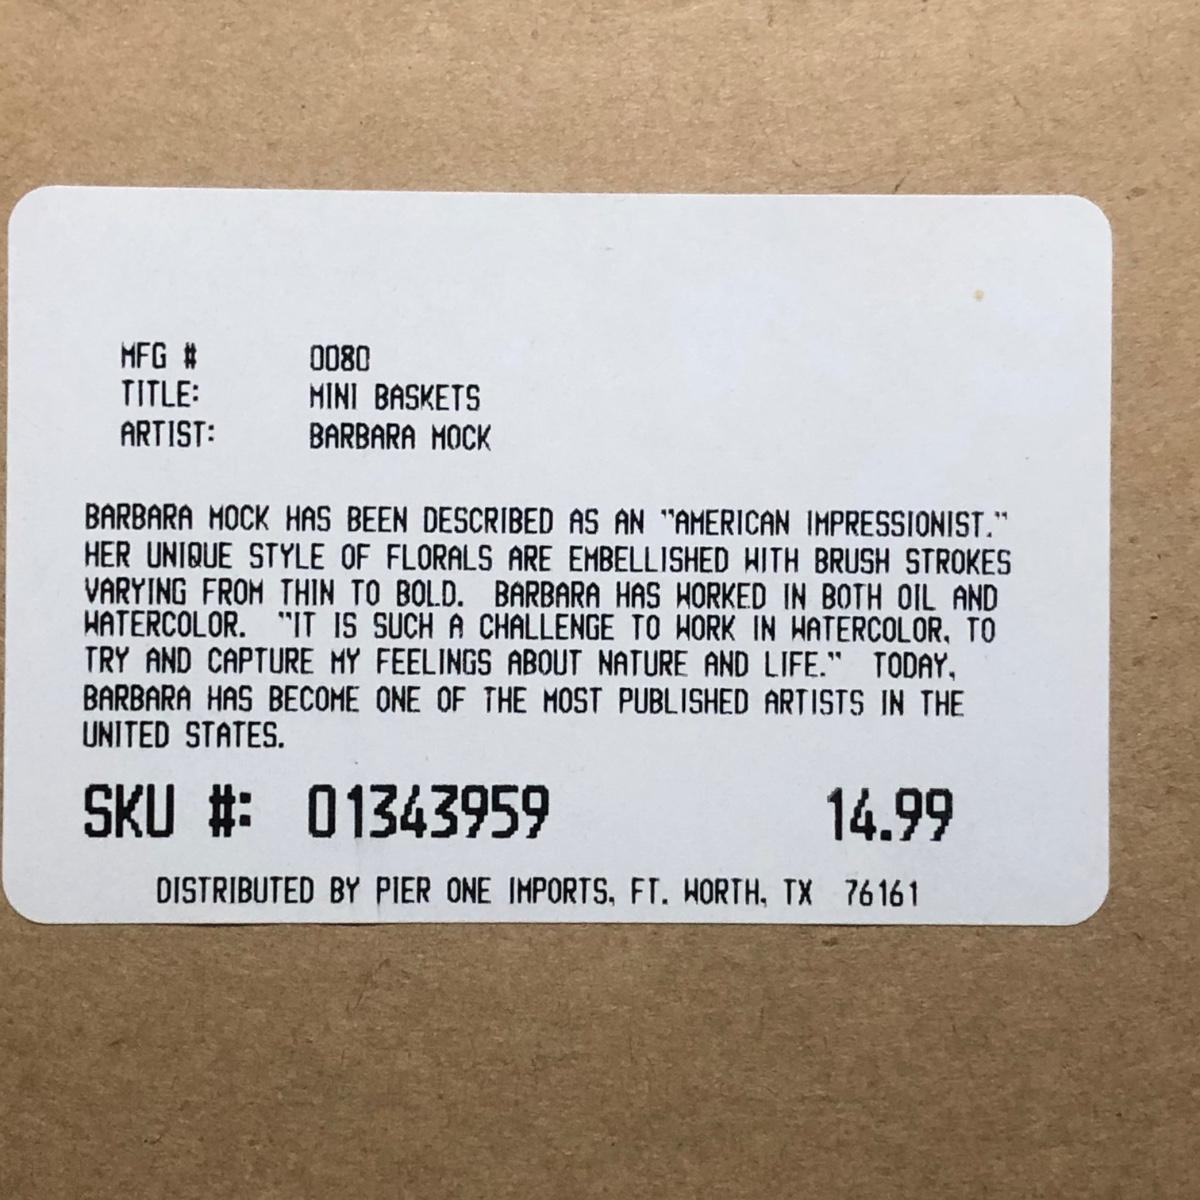 MFG # 0080
TITLE: MINI BASKETS
ARTIST: BARBARA MOCK
BARBARA MOCK HAS BEEN DESCRIBED AS AN "AMERICAN IMPRESSIONIST."
HER UNIQUE STYLE OF FLORALS ARE EMBELLISHED WITH BRUSH STROKES
VARYING FROM THIN TO BOLD. BARBARA HAS WORKED IN BOTH OIL AND
WATERCOLOR. "IT IS SUCH A CHALLENGE TO WORK IN WATERCOLOR, TO
TRY AND CAPTURE MY FEELINGS ABOUT NATURE AND LIFE." TODAY,
BARBARA HAS BECOME ONE OF THE MOST PUBLISHED ARTISTS IN THE
UNITED STATES.
SKU #: 01343959 14.99
DISTRIBUTED BY PIER ONE IMPORTS, FT. WORTH, TX 76161